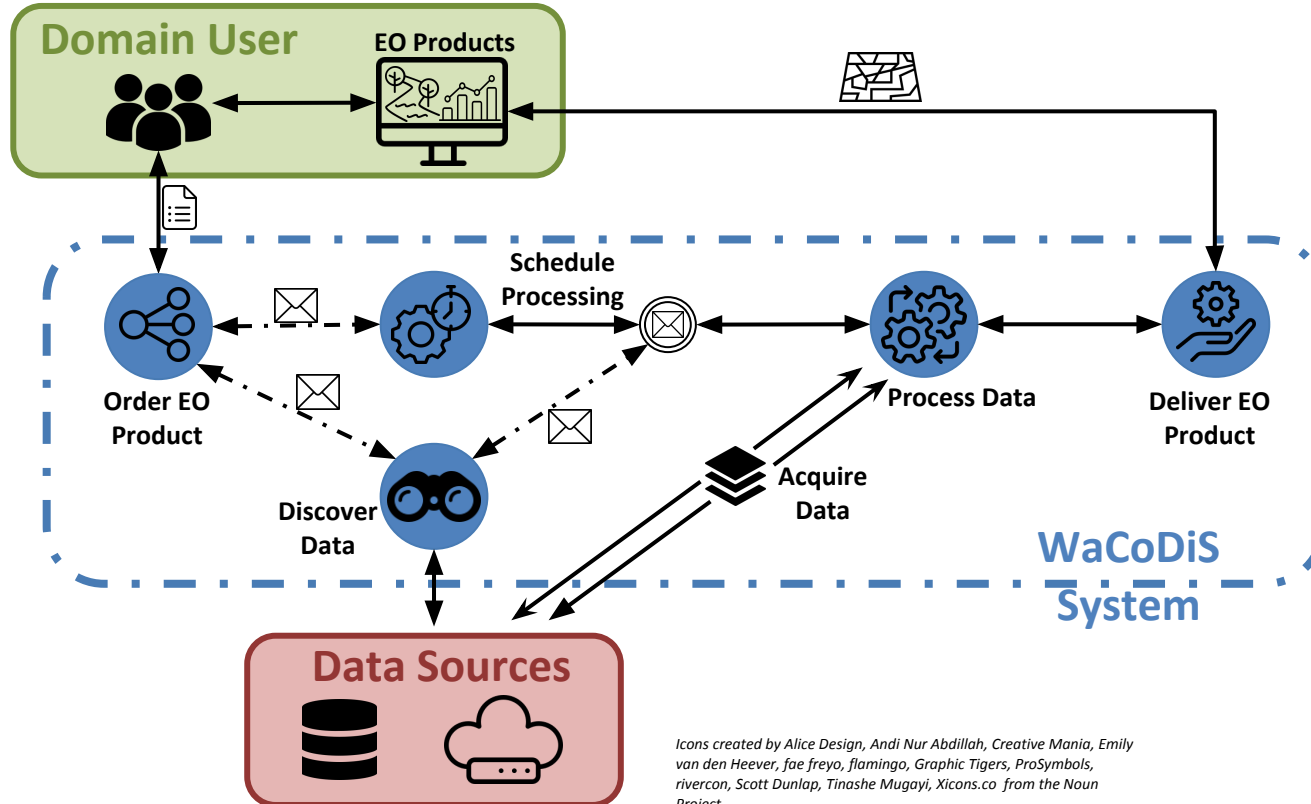 Domain User
EO Products
Schedule
Processing
Order EO
Product
Process Data
Deliver EO
Product
Discover
Data
Acquire
Data
WaCoDiS
System
Data Sources
Icons created by Alice Design, Andi Nur Abdillah, Creative Mania, Emily
van den Heever, fae freyo, flamingo, Graphic Tigers, ProSymbols,
rivercon, Scott Dunlap, Tinashe Mugayi, Xicons.co from the Noun
Project